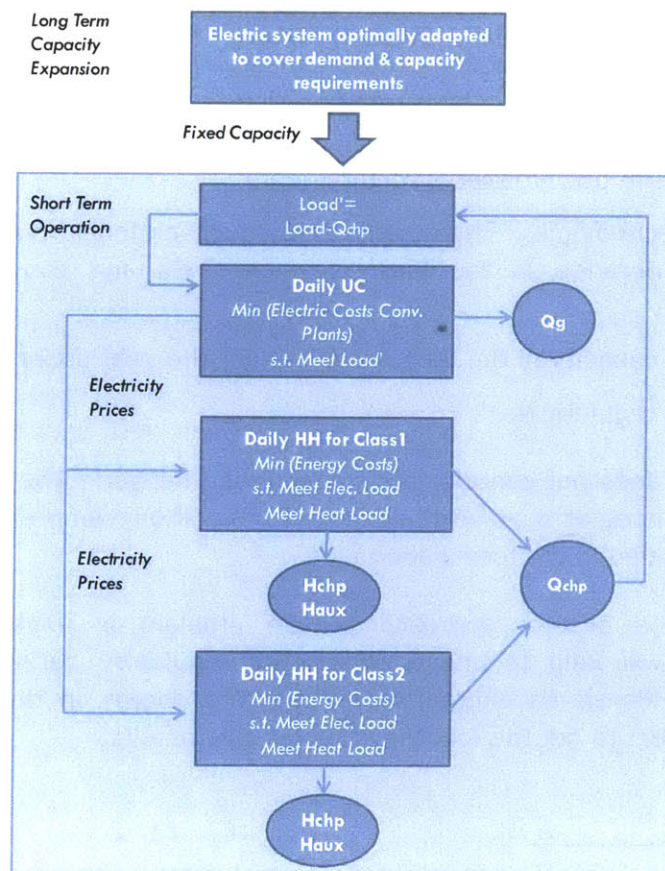 Long Term
Capacity
Expansion
Electric system optimally adapted
to cover demand & capacity
requirements
Fixed Capacity
Short Term
Operation
Load'=
Load-Qchp
Daily UC
Min (Electric Costs Conv.
Plants)
s.t. Meet Load'
Qg
Electricity
Prices
Daily HH for Class1
Min (Energy Costs)
s.t. Meet Elec. Load
Meet Heat Load
Electricity
Prices
Hchp
Haux
Qchp
Daily HH for Class2
Min (Energy Costs)
s.t. Meet Elec. Load
Meet Heat Load
Hchp
Haux